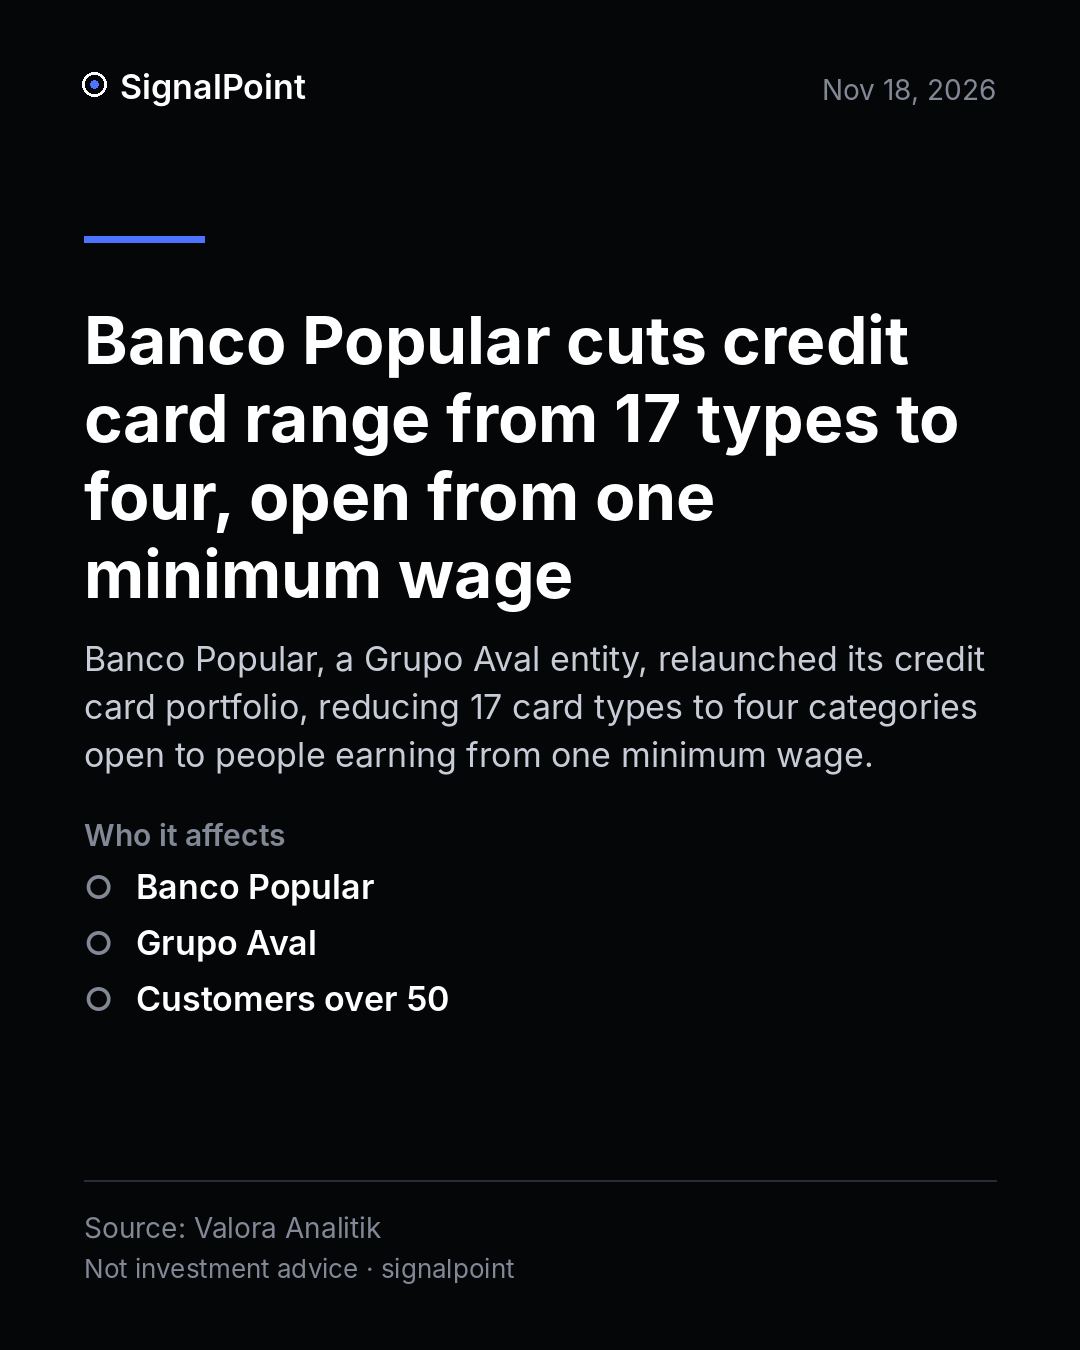 SignalPoint
Nov 18, 2026
Banco Popular cuts credit
card range from 17 types to
four, open from one
minimum wage
Banco Popular, a Grupo Aval entity, relaunched its credit
card portfolio, reducing 17 card types to four categories
open to people earning from one minimum wage.
Who it affects
Banco Popular
Grupo Aval
Customers over 50
Source: Valora Analitik
Not investment advice · signalpoint